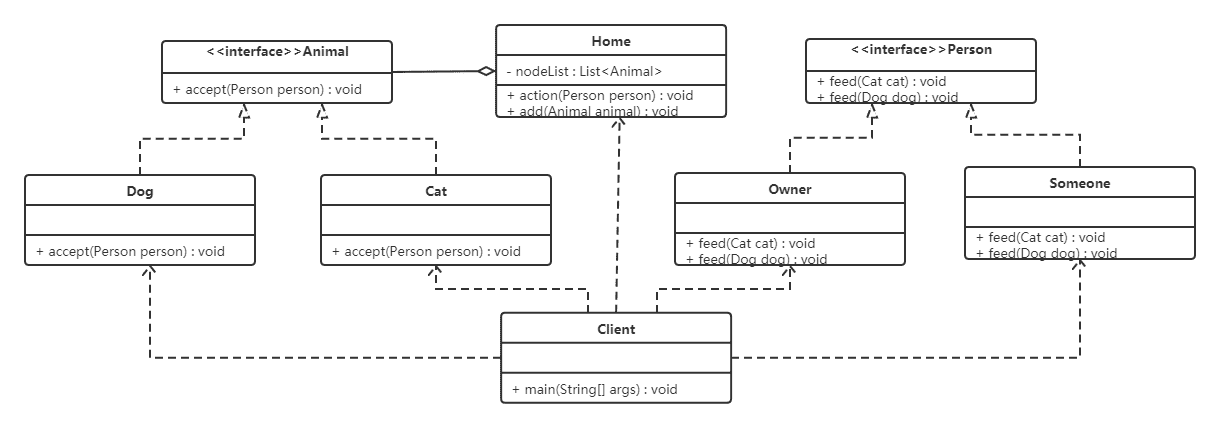 <<interface>>Animal
+ accept(Person person) : void
Home
- nodeList : List<Animal>
+ action(Person person) : void
+ add(Animal animal) : void
<<interface>>Person
+ feed(Cat cat) : void
+ feed(Dog dog) : void
Dog
+ accept(Person person) : void
Cat
+ accept(Person person) : void
Owner
+ feed(Cat cat) : void
+ feed(Dog dog) : void
Someone
+ feed(Cat cat) : void
+ feed(Dog dog) : void
Client
+ main(String[] args) : void